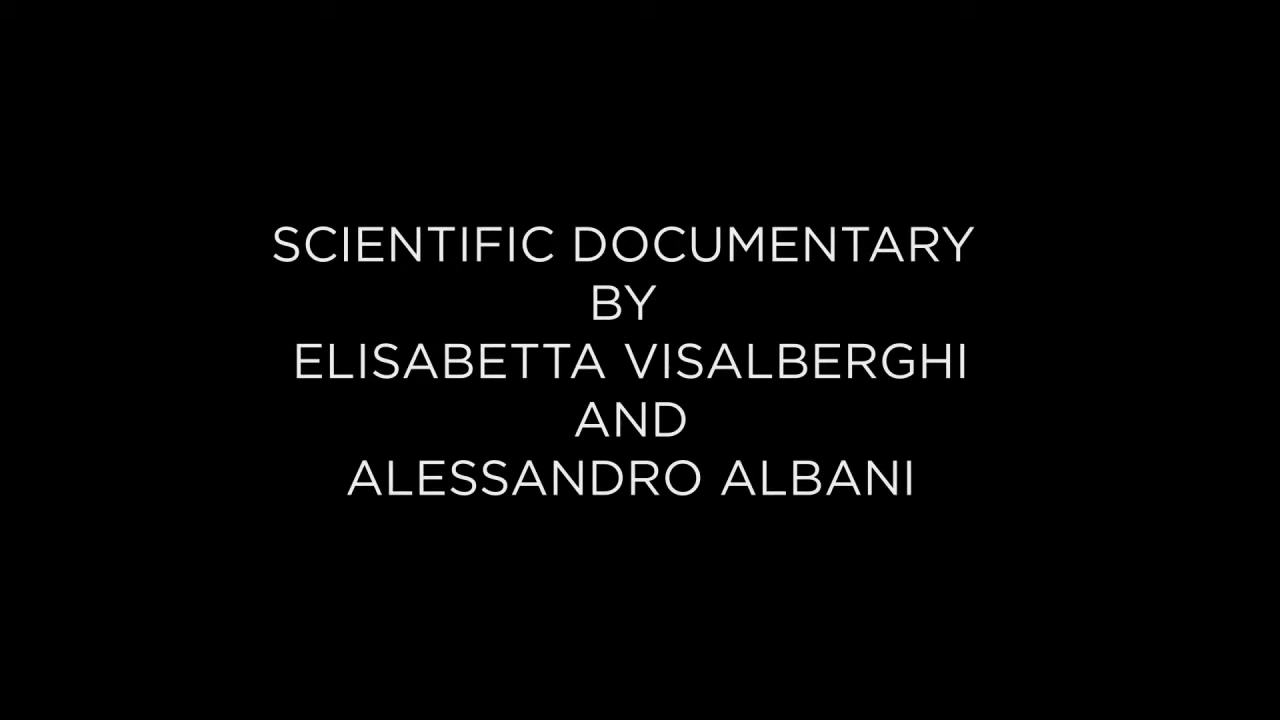 SCIENTIFIC DOCUMENTARY
BY
ELISABETTA VISALBERGHI
AND
ALESSANDRO ALBANI